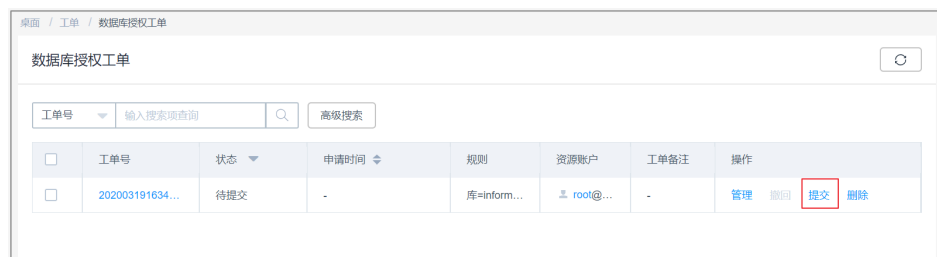 桌面 / 工单 / 数据库授权工单
数据库授权工单
工单号 输入搜索项查询 高级搜索
工单号 状态 申请时间 规则 资源账户 工单备注 操作
202003191634... 待提交 - 库=inform... root@... - 管理 撤回 提交 删除